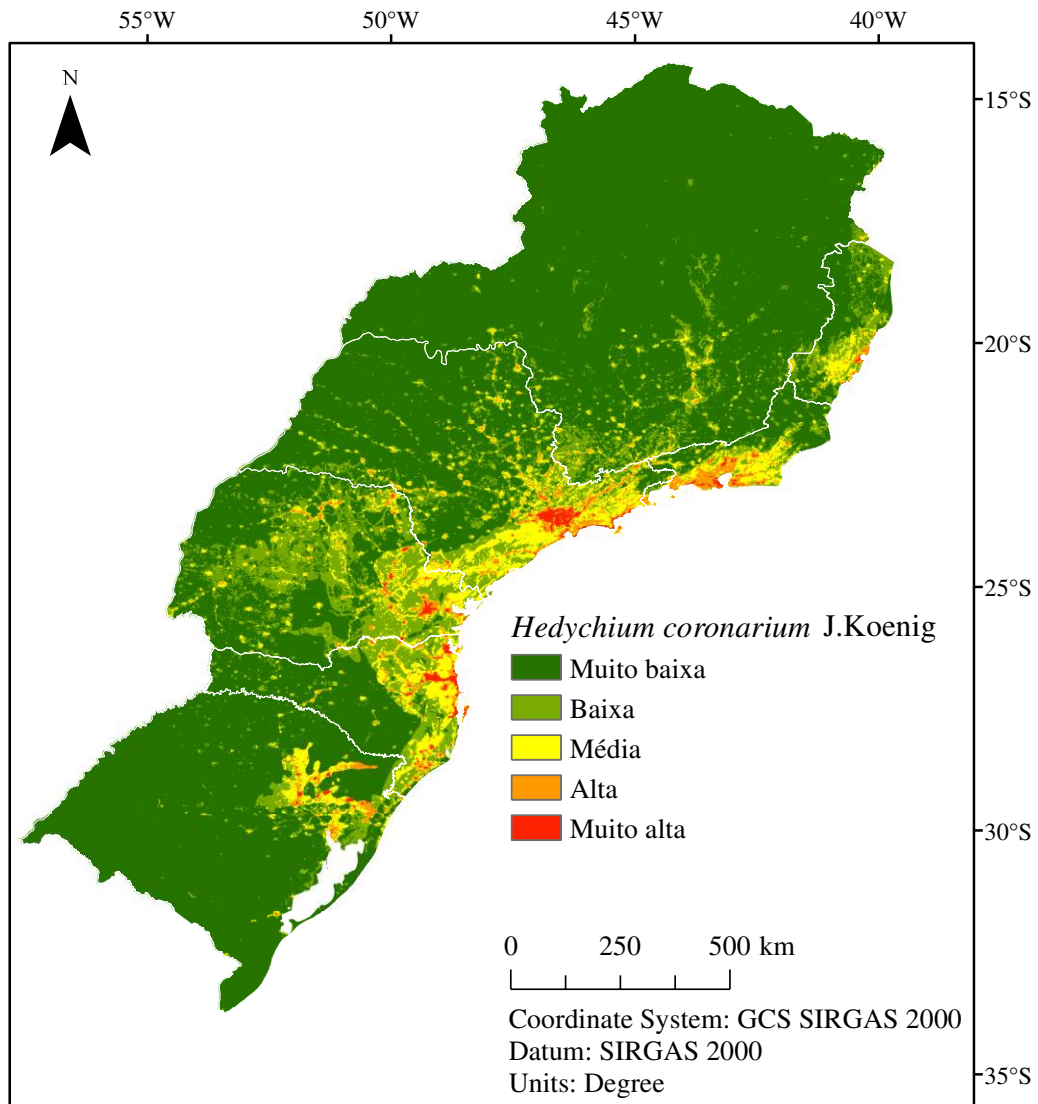 55°W 50°W 45°W 40°W
N
15°S
20°S
25°S
Hedychium coronarium J.Koenig
Muito baixa
Baixa
Média
Alta
Muito alta
30°S
0 250 500 km
Coordinate System: GCS SIRGAS 2000
Datum: SIRGAS 2000
Units: Degree
35°S